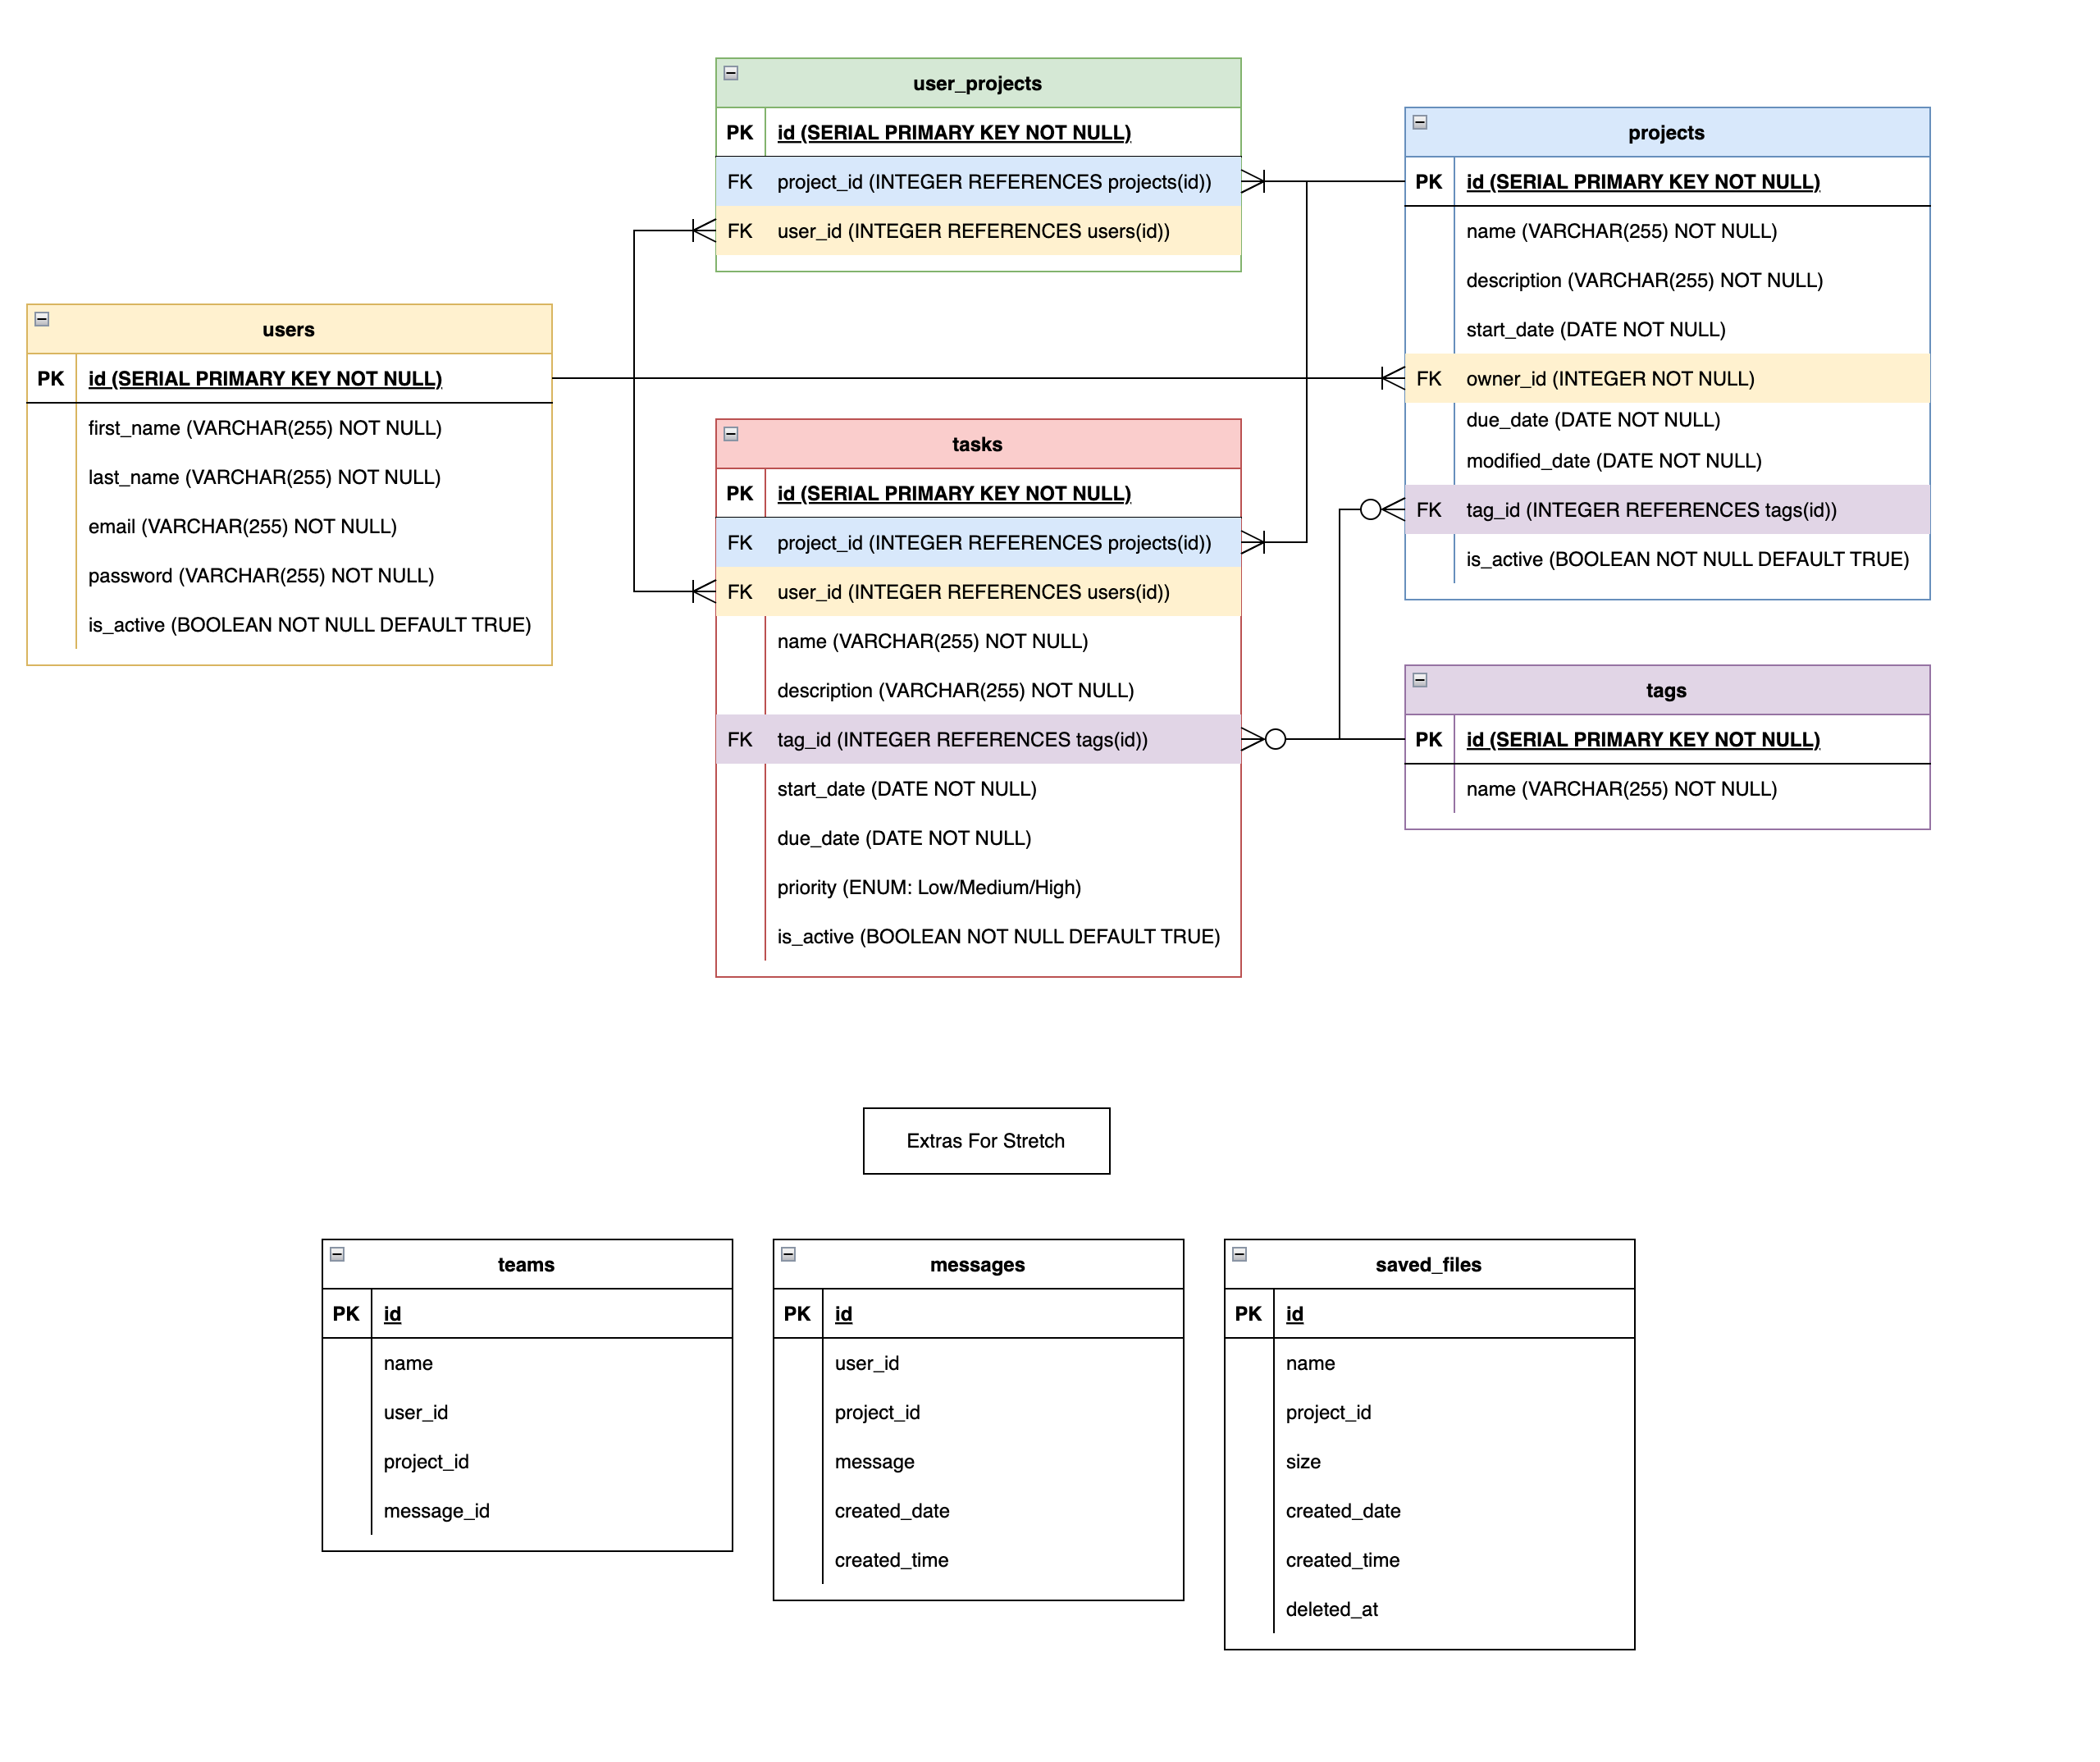 user_projects
PK id (SERIAL PRIMARY KEY NOT NULL)
FK project_id (INTEGER REFERENCES projects(id))
FK user_id (INTEGER REFERENCES users(id))
projects
PK id (SERIAL PRIMARY KEY NOT NULL)
name (VARCHAR(255) NOT NULL)
description (VARCHAR(255) NOT NULL)
start_date (DATE NOT NULL)
FK owner_id (INTEGER NOT NULL)
due_date (DATE NOT NULL)
modified_date (DATE NOT NULL)
FK tag_id (INTEGER REFERENCES tags(id))
is_active (BOOLEAN NOT NULL DEFAULT TRUE)
users
PK id (SERIAL PRIMARY KEY NOT NULL)
first_name (VARCHAR(255) NOT NULL)
last_name (VARCHAR(255) NOT NULL)
email (VARCHAR(255) NOT NULL)
password (VARCHAR(255) NOT NULL)
is_active (BOOLEAN NOT NULL DEFAULT TRUE)
tasks
PK id (SERIAL PRIMARY KEY NOT NULL)
FK project_id (INTEGER REFERENCES projects(id))
FK user_id (INTEGER REFERENCES users(id))
name (VARCHAR(255) NOT NULL)
description (VARCHAR(255) NOT NULL)
FK tag_id (INTEGER REFERENCES tags(id))
start_date (DATE NOT NULL)
due_date (DATE NOT NULL)
priority (ENUM: Low/Medium/High)
is_active (BOOLEAN NOT NULL DEFAULT TRUE)
tags
PK id (SERIAL PRIMARY KEY NOT NULL)
name (VARCHAR(255) NOT NULL)
Extras For Stretch
teams
PK id
name
user_id
project_id
message_id
messages
PK id
user_id
project_id
message
created_date
created_time
saved_files
PK id
name
project_id
size
created_date
created_time
deleted_at